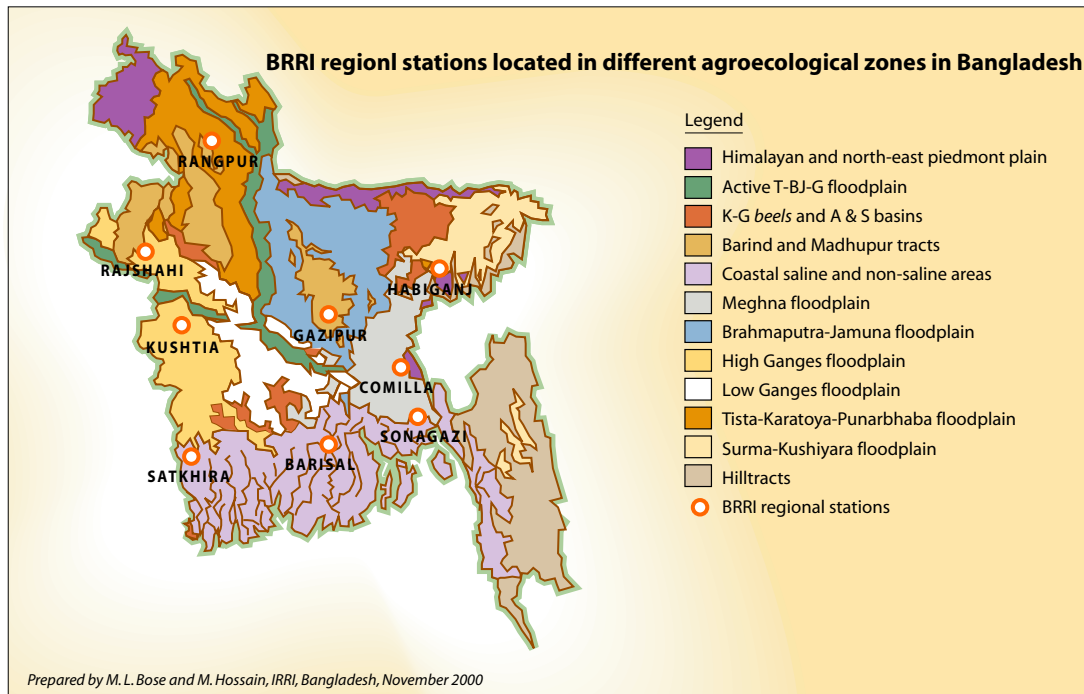 BRRI regionl stations located in different agroecological zones in Bangladesh
Legend
Himalayan and north-east piedmont plain
Active T-BJ-G floodplain
K-G beels and A & S basins
Barind and Madhupur tracts
Coastal saline and non-saline areas
Meghna floodplain
Brahmaputra-Jamuna floodplain
High Ganges floodplain
Low Ganges floodplain
Tista-Karatoya-Punarbhaba floodplain
Surma-Kushiyara floodplain
Hilltracts
BRRI regional stations
RANGPUR
RAJSHAHI
HABIGANJ
GAZIPUR
KUSHTIA
COMILLA
SONAGAZI
BARISAL
SATKHIRA
Prepared by M. L. Bose and M. Hossain, IRRI, Bangladesh, November 2000